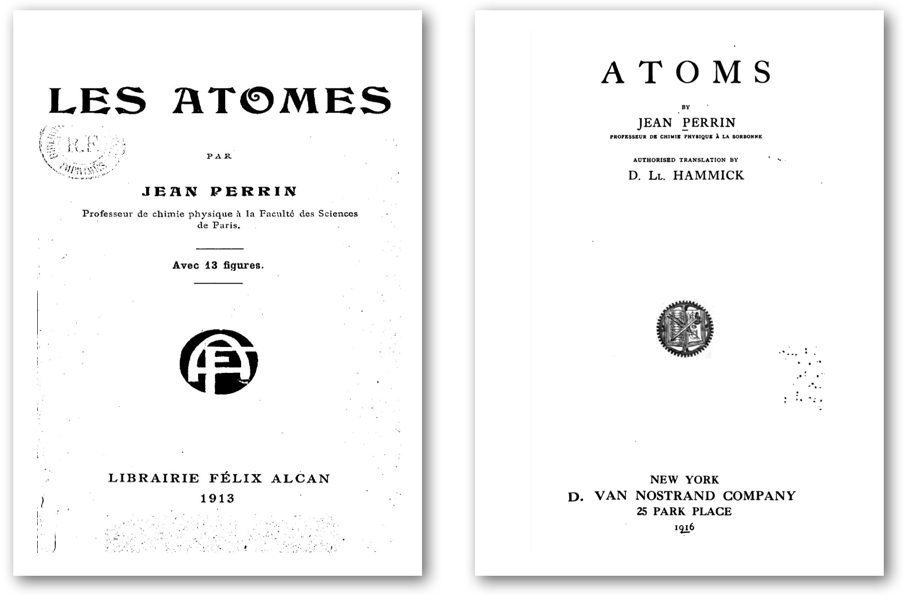 LES ATOMES
R.F.
IMPRIMÉS
PAR
JEAN PERRIN
Professeur de chimie physique à la Faculté des Sciences
de Paris.
Avec 13 figures.
LIBRAIRIE FÉLIX ALCAN
1913
ATOMS
BY
JEAN PERRIN
PROFESSEUR DE CHIMIE PHYSIQUE À LA SORBONNE
AUTHORISED TRANSLATION BY
D. LL. HAMMICK
NEW YORK
D. VAN NOSTRAND COMPANY
25 PARK PLACE
1916